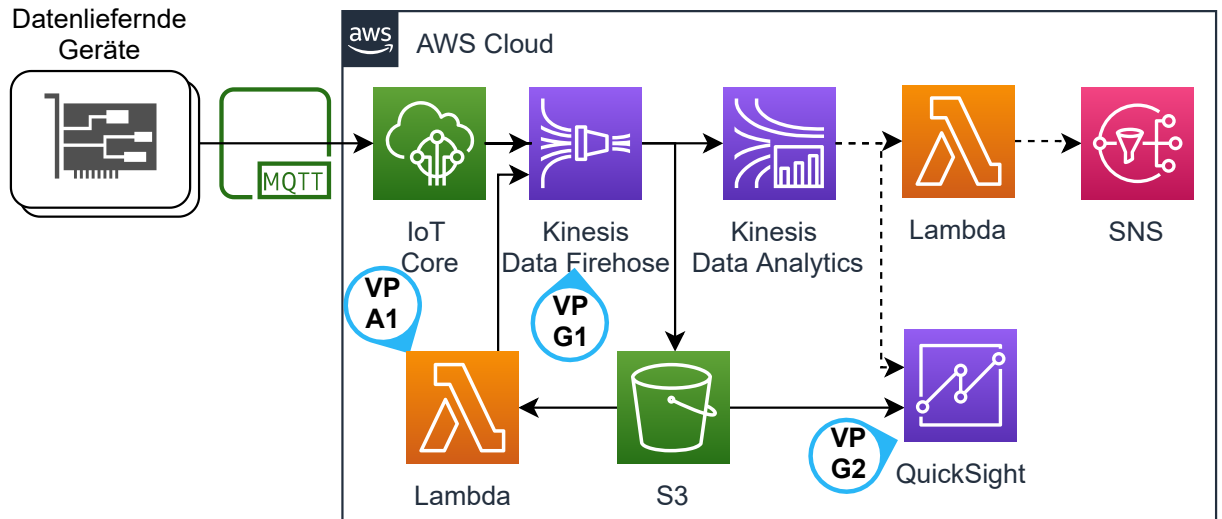 Datenliefernde
Geräte
aws
AWS Cloud
MQTT
IoT
Core
Kinesis
Data Firehose
Kinesis
Data Analytics
Lambda
SNS
VP
A1
VP
G1
VP
G2
Lambda
S3
QuickSight